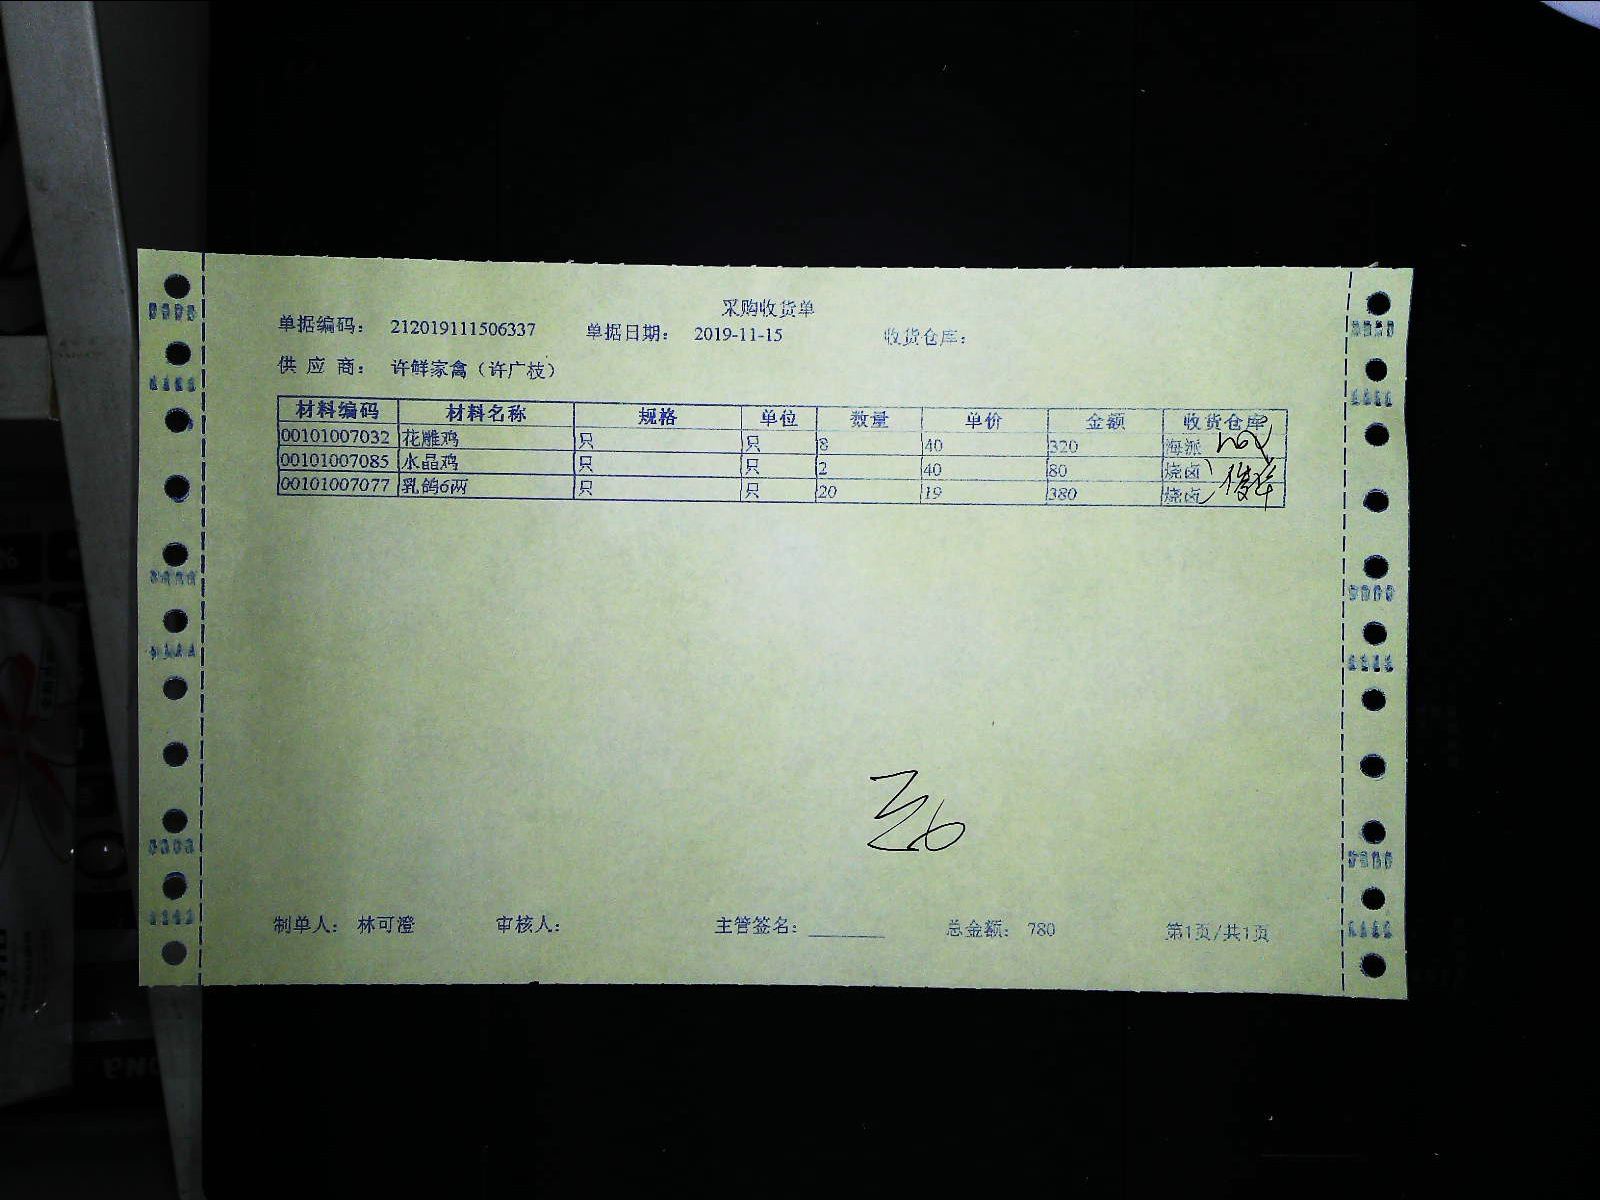 采购收货单
单据编码： 212019111506337 单据日期： 2019-11-15 收货仓库：
供 应 商： 许鲜家禽（许广枝）
材料编码 材料名称 规格 单位 数量 单价 金额 收货仓库
00101007032 花雕鸡 只 只 8 40 320 海派
00101007085 水晶鸡 只 只 2 40 80 烧卤
00101007077 乳鸽6两 只 只 20 19 380 烧卤
制单人： 林可澄 审核人： 主管签名： 总金额： 780 第1页/共1页